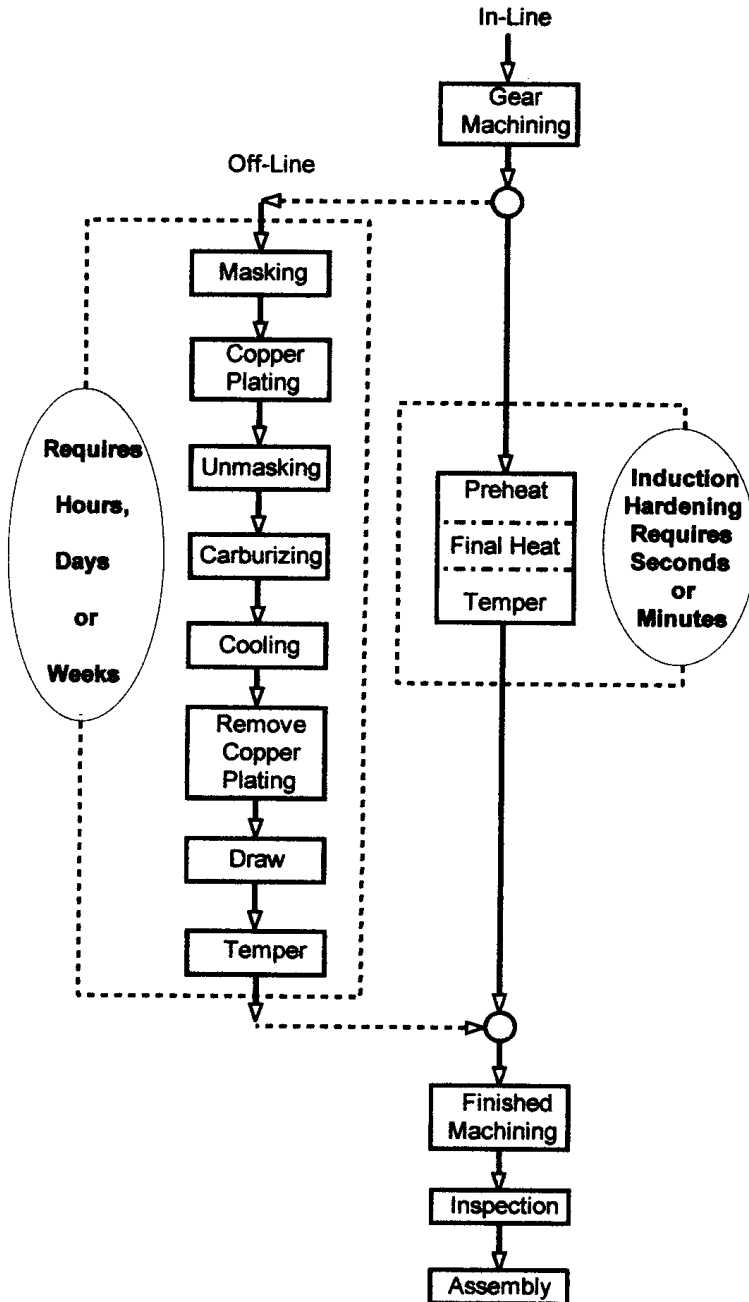 In-Line
Gear
Machining
Off-Line
Masking
Copper
Plating
Unmasking
Carburizing
Cooling
Remove
Copper
Plating
Draw
Temper
Requires
Hours,
Days
or
Weeks
Preheat
Final Heat
Temper
Induction
Hardening
Requires
Seconds
or
Minutes
Finished
Machining
Inspection
Assembly